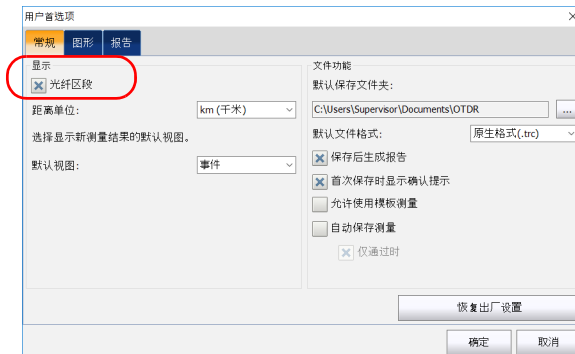 用户首选项
常规 图形 报告
显示
光纤区段
距离单位: km (千米)
选择显示新测量结果的默认视图。
默认视图: 事件
文件功能
默认保存文件夹:
C:\Users\Supervisor\Documents\OTDR ...
默认文件格式: 原生格式(.trc)
保存后生成报告
首次保存时显示确认提示
允许使用模板测量
自动保存测量
仅通过时
恢复出厂设置
确定 取消